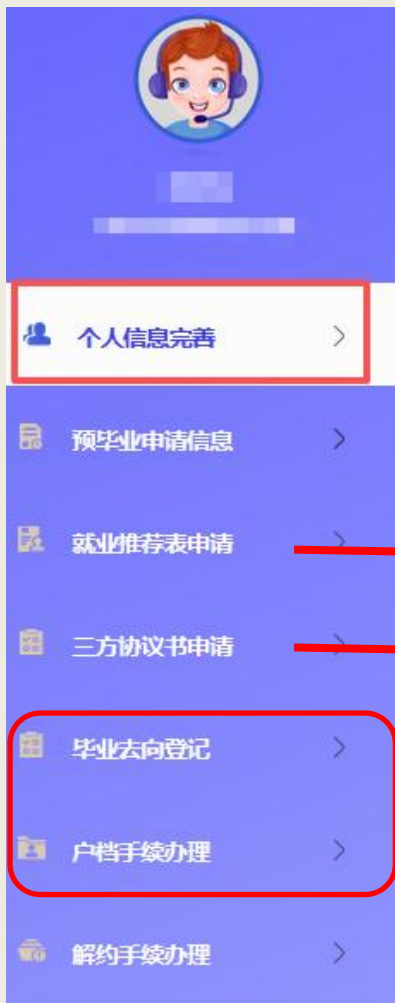 个人信息完善
预毕业申请信息
就业推荐表申请
三方协议书申请
毕业去向登记
户档手续办理
解约手续办理